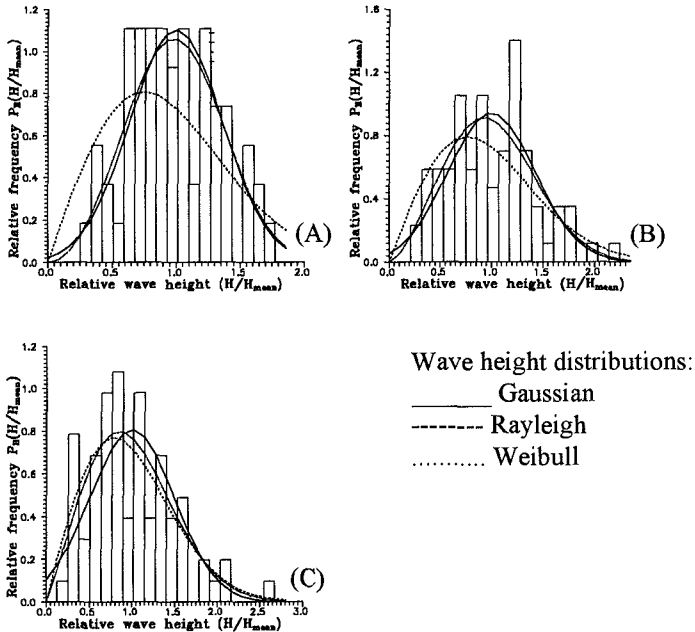 Relative frequency P_H(H/H_mean)
1.2
1.0
0.8
0.6
0.4
0.2
0.0
0.0 0.5 1.0 1.5 2.0
Relative wave height (H/H_mean)
(A)
Relative frequency P_H(H/H_mean)
1.6
1.2
0.8
0.4
0.0
0.0 0.5 1.0 1.5 2.0
Relative wave height (H/H_mean)
(B)
Relative frequency P_H(H/H_mean)
1.2
1.0
0.8
0.6
0.4
0.2
0.0
0.0 0.5 1.0 1.5 2.0 2.5 3.0
Relative wave height (H/H_mean)
(C)
Wave height distributions:
Gaussian
Rayleigh
Weibull